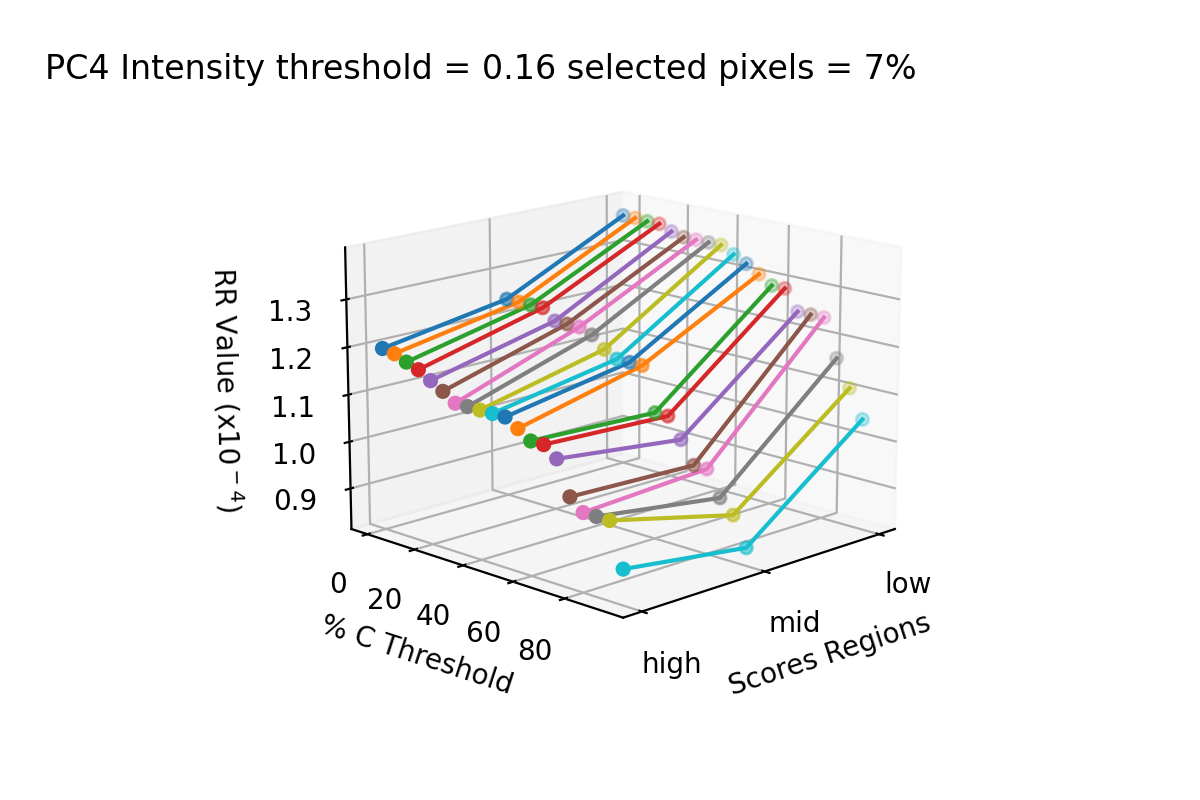 PC4 Intensity threshold = 0.16 selected pixels = 7%
RR Value (x10⁻⁴)
1.3
1.2
1.1
1.0
0.9
0
20
40
60
80
% C Threshold
high
mid
low
Scores Regions